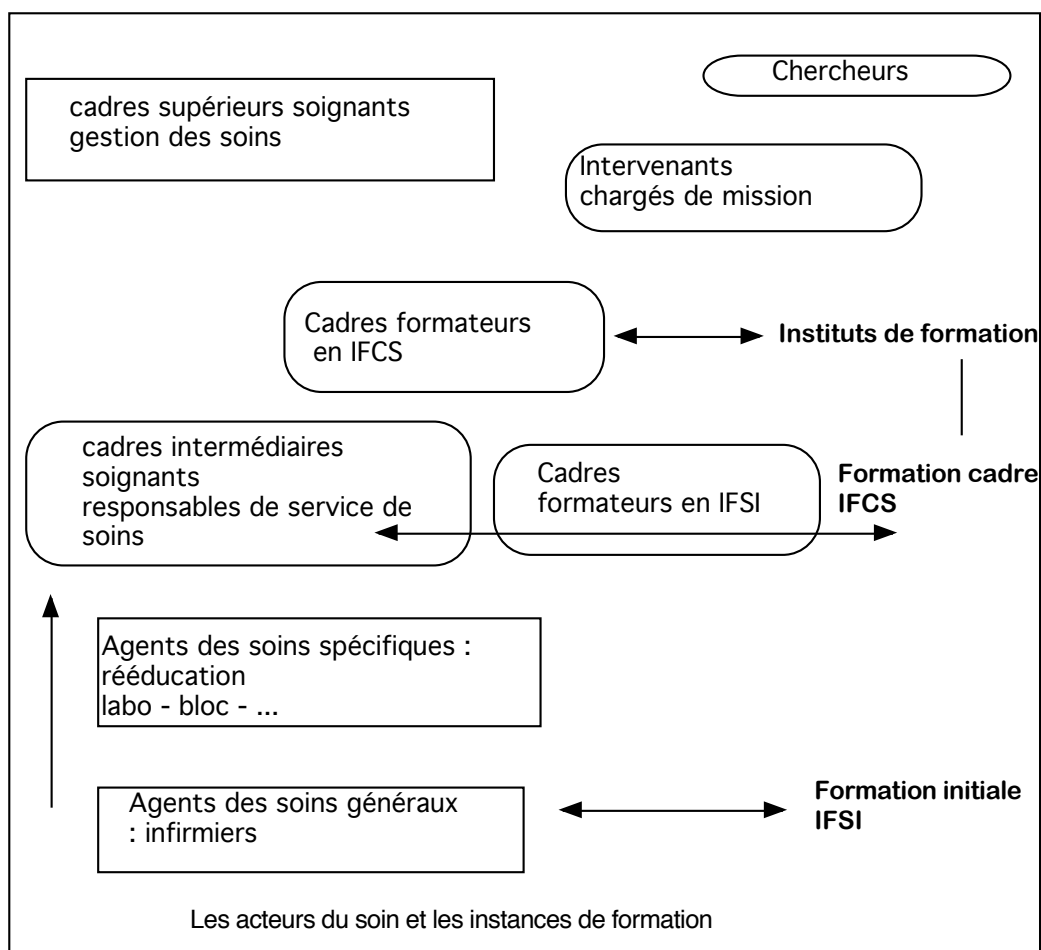 Chercheurs
cadres supérieurs soignants
gestion des soins
Intervenants
chargés de mission
Cadres formateurs
en IFCS
Instituts de formation
cadres intermédiaires
soignants
responsables de service de
soins
Cadres
formateurs en IFSI
Formation cadre
IFCS
Agents des soins spécifiques :
rééducation
labo - bloc - ...
Agents des soins généraux
: infirmiers
Formation initiale
IFSI
Les acteurs du soin et les instances de formation